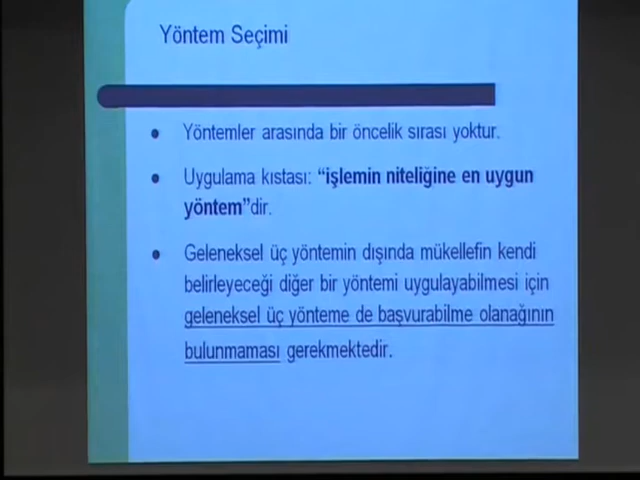 Yöntem Seçimi
Yöntemler arasında bir öncelik sırası yoktur.
Uygulama kıstası: “işlemin niteliğine en uygun
yöntem”dir.
Geleneksel üç yöntemin dışında mükellefin kendi
belirleyeceği diğer bir yöntemi uygulayabilmesi için
geleneksel üç yönteme de başvurabilme olanağının
bulunmaması gerekmektedir.